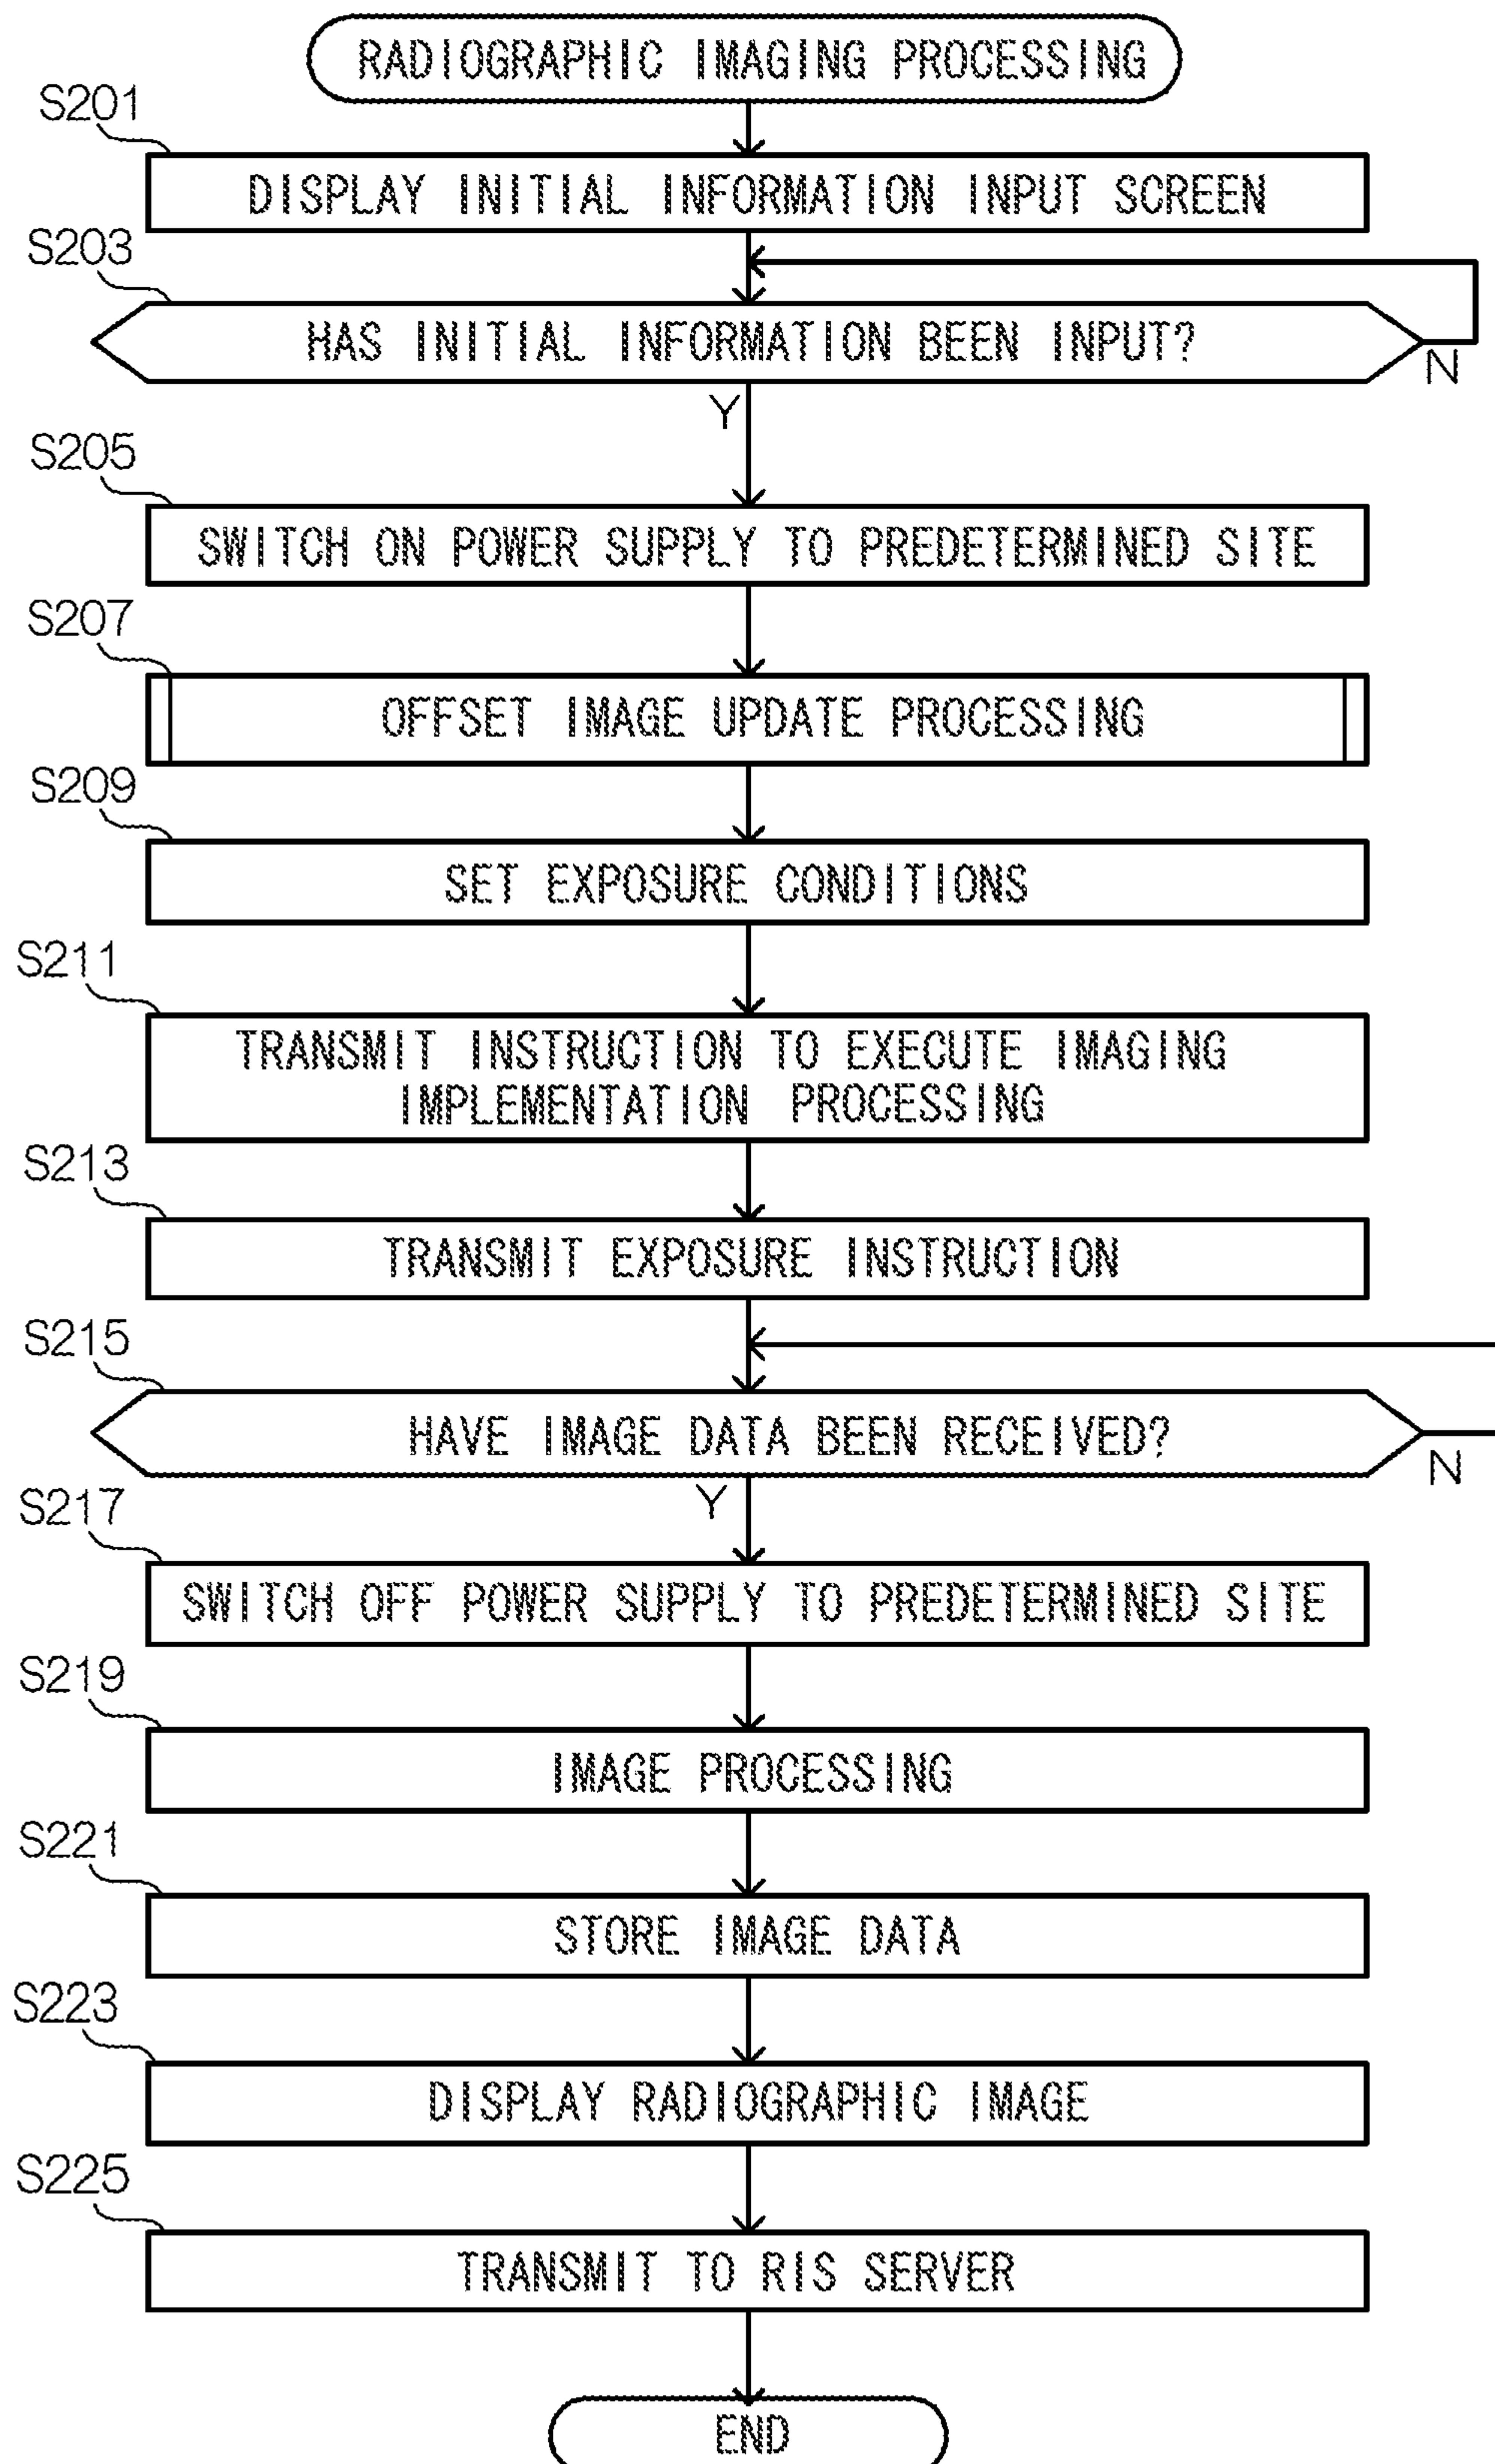 RADIOGRAPHIC IMAGING PROCESSING
S201
DISPLAY INITIAL INFORMATION INPUT SCREEN
S203
HAS INITIAL INFORMATION BEEN INPUT?
N
Y
S205
SWITCH ON POWER SUPPLY TO PREDETERMINED SITE
S207
OFFSET IMAGE UPDATE PROCESSING
S209
SET EXPOSURE CONDITIONS
S211
TRANSMIT INSTRUCTION TO EXECUTE IMAGING
IMPLEMENTATION PROCESSING
S213
TRANSMIT EXPOSURE INSTRUCTION
S215
HAVE IMAGE DATA BEEN RECEIVED?
N
Y
S217
SWITCH OFF POWER SUPPLY TO PREDETERMINED SITE
S219
IMAGE PROCESSING
S221
STORE IMAGE DATA
S223
DISPLAY RADIOGRAPHIC IMAGE
S225
TRANSMIT TO RIS SERVER
END